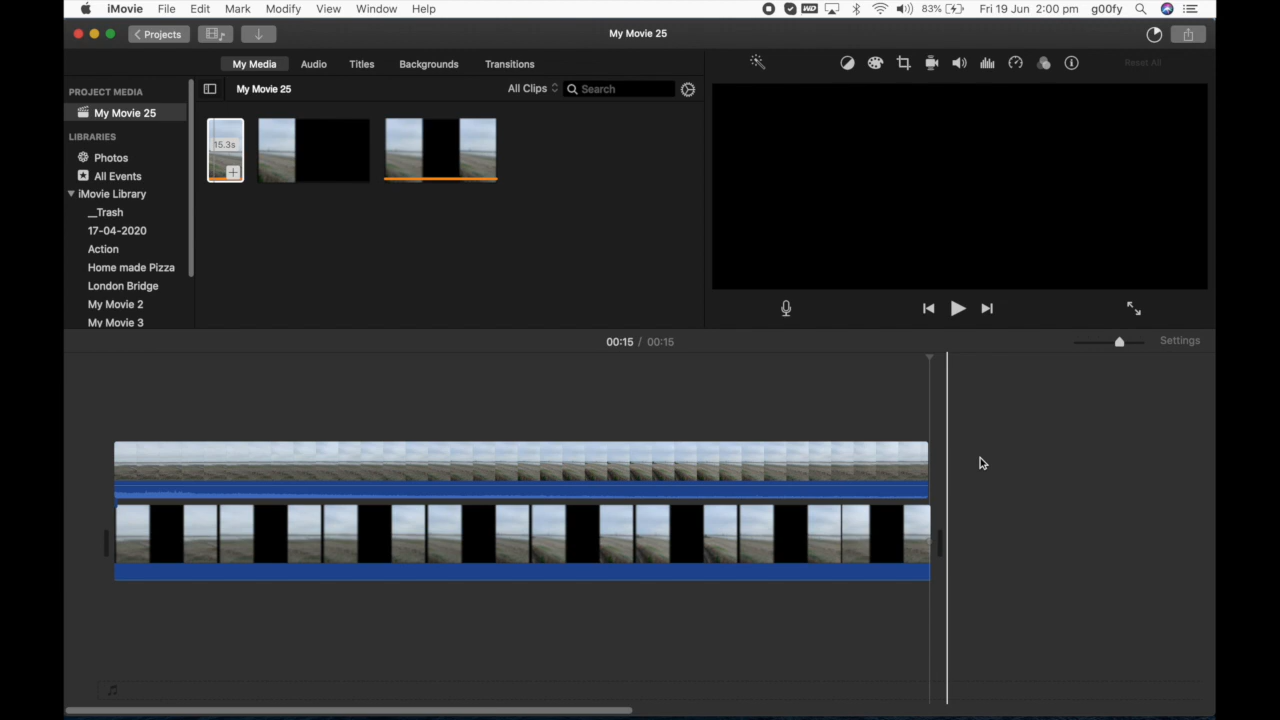 iMovie File Edit Mark Modify View Window Help WD 83% Fri 19 Jun 2:00 pm g00fy
Projects My Movie 25
My Media Audio Titles Backgrounds Transitions Reset All
PROJECT MEDIA My Movie 25 All Clips Search
My Movie 25
LIBRARIES
Photos
All Events
iMovie Library
__Trash
17-04-2020
Action
Home made Pizza
London Bridge
My Movie 2
My Movie 3
15.3s
00:15 / 00:15 Settings